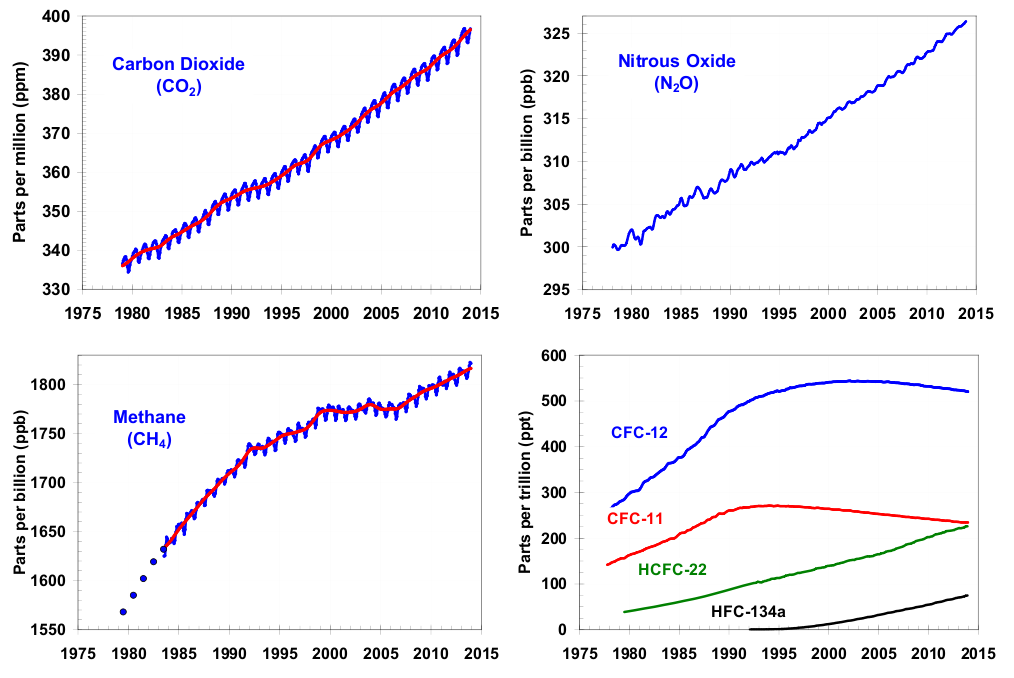 Parts per million (ppm)
400
390
380
370
360
350
340
330
Carbon Dioxide
(CO₂)
1975 1980 1985 1990 1995 2000 2005 2010 2015
Parts per billion (ppb)
325
320
315
310
305
300
295
Nitrous Oxide
(N₂O)
1975 1980 1985 1990 1995 2000 2005 2010 2015
Parts per billion (ppb)
1800
1750
1700
1650
1600
1550
Methane
(CH₄)
1975 1980 1985 1990 1995 2000 2005 2010 2015
Parts per trillion (ppt)
600
500
400
300
200
100
0
CFC-12
CFC-11
HCFC-22
HFC-134a
1975 1980 1985 1990 1995 2000 2005 2010 2015